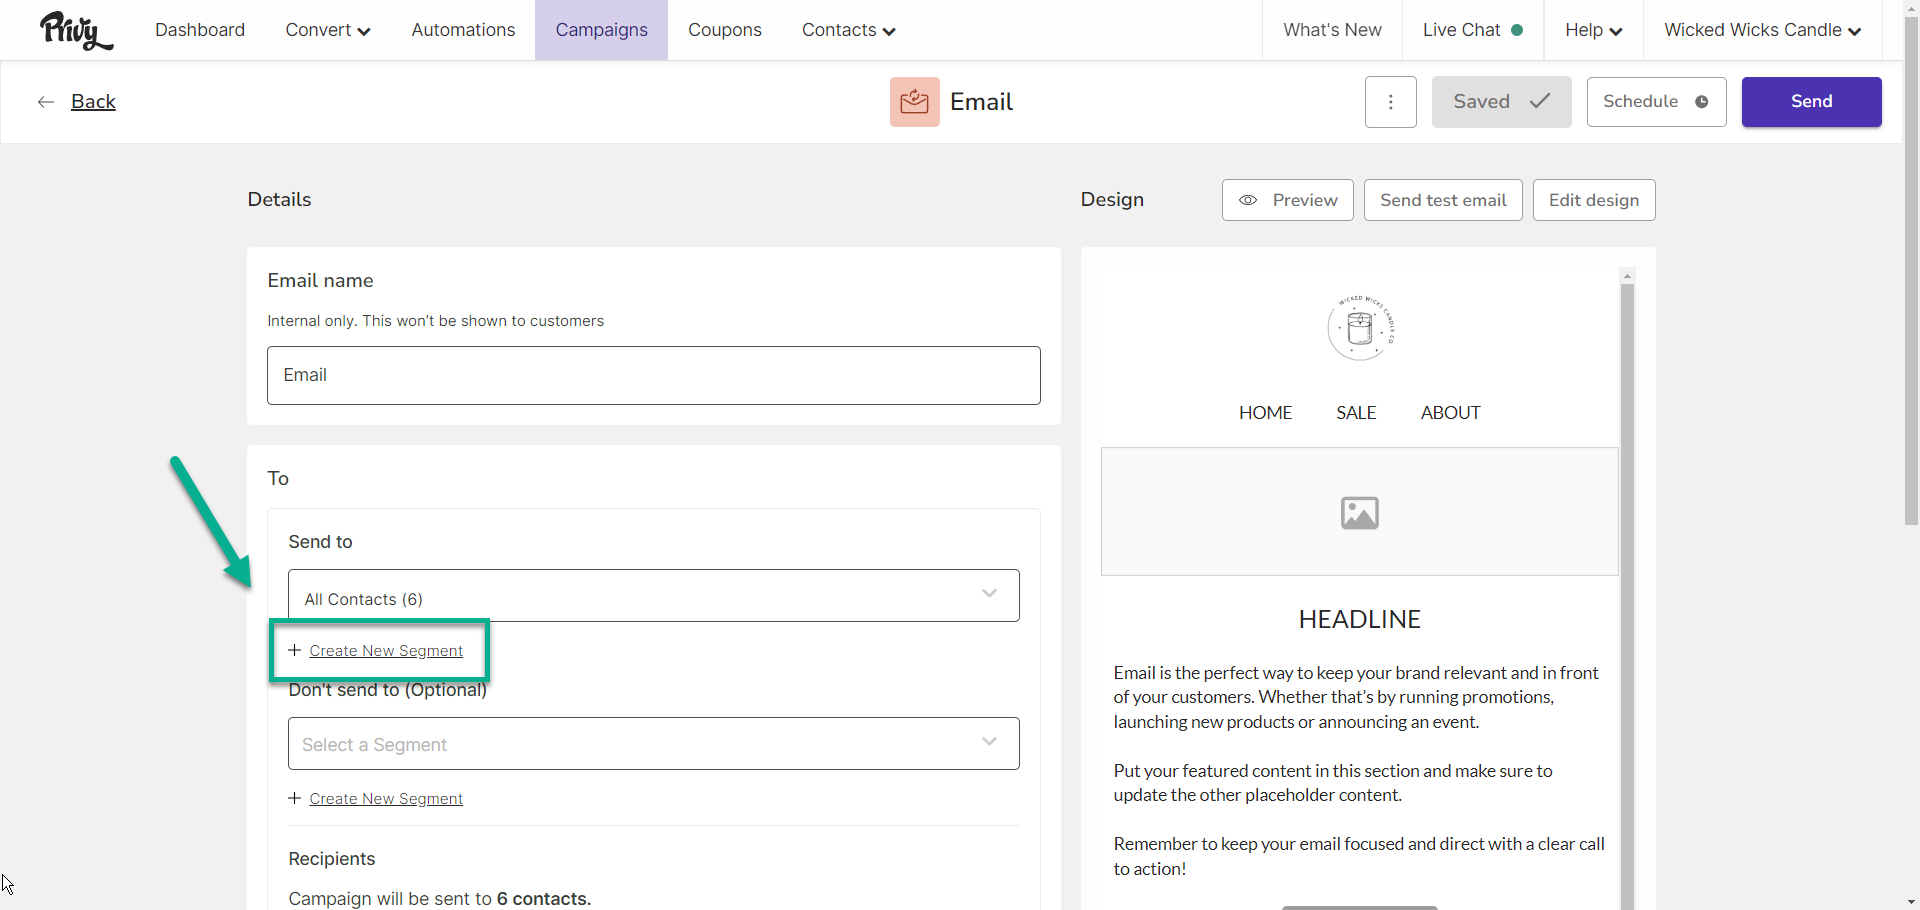 Privy
Dashboard
Convert
Automations
Campaigns
Coupons
Contacts
What's New
Live Chat
Help
Wicked Wicks Candle
Back
Email
Saved
Schedule
Send
Details
Email name
Internal only. This won’t be shown to customers
Email
To
Send to
All Contacts (6)
+ Create New Segment
Don't send to (Optional)
Select a Segment
+ Create New Segment
Recipients
Campaign will be sent to 6 contacts.
Design
Preview
Send test email
Edit design
WICKED WICKS CANDLE CO
HOME
SALE
ABOUT
HEADLINE
Email is the perfect way to keep your brand relevant and in front
of your customers. Whether that’s by running promotions,
launching new products or announcing an event.
Put your featured content in this section and make sure to
update the other placeholder content.
Remember to keep your email focused and direct with a clear call
to action!